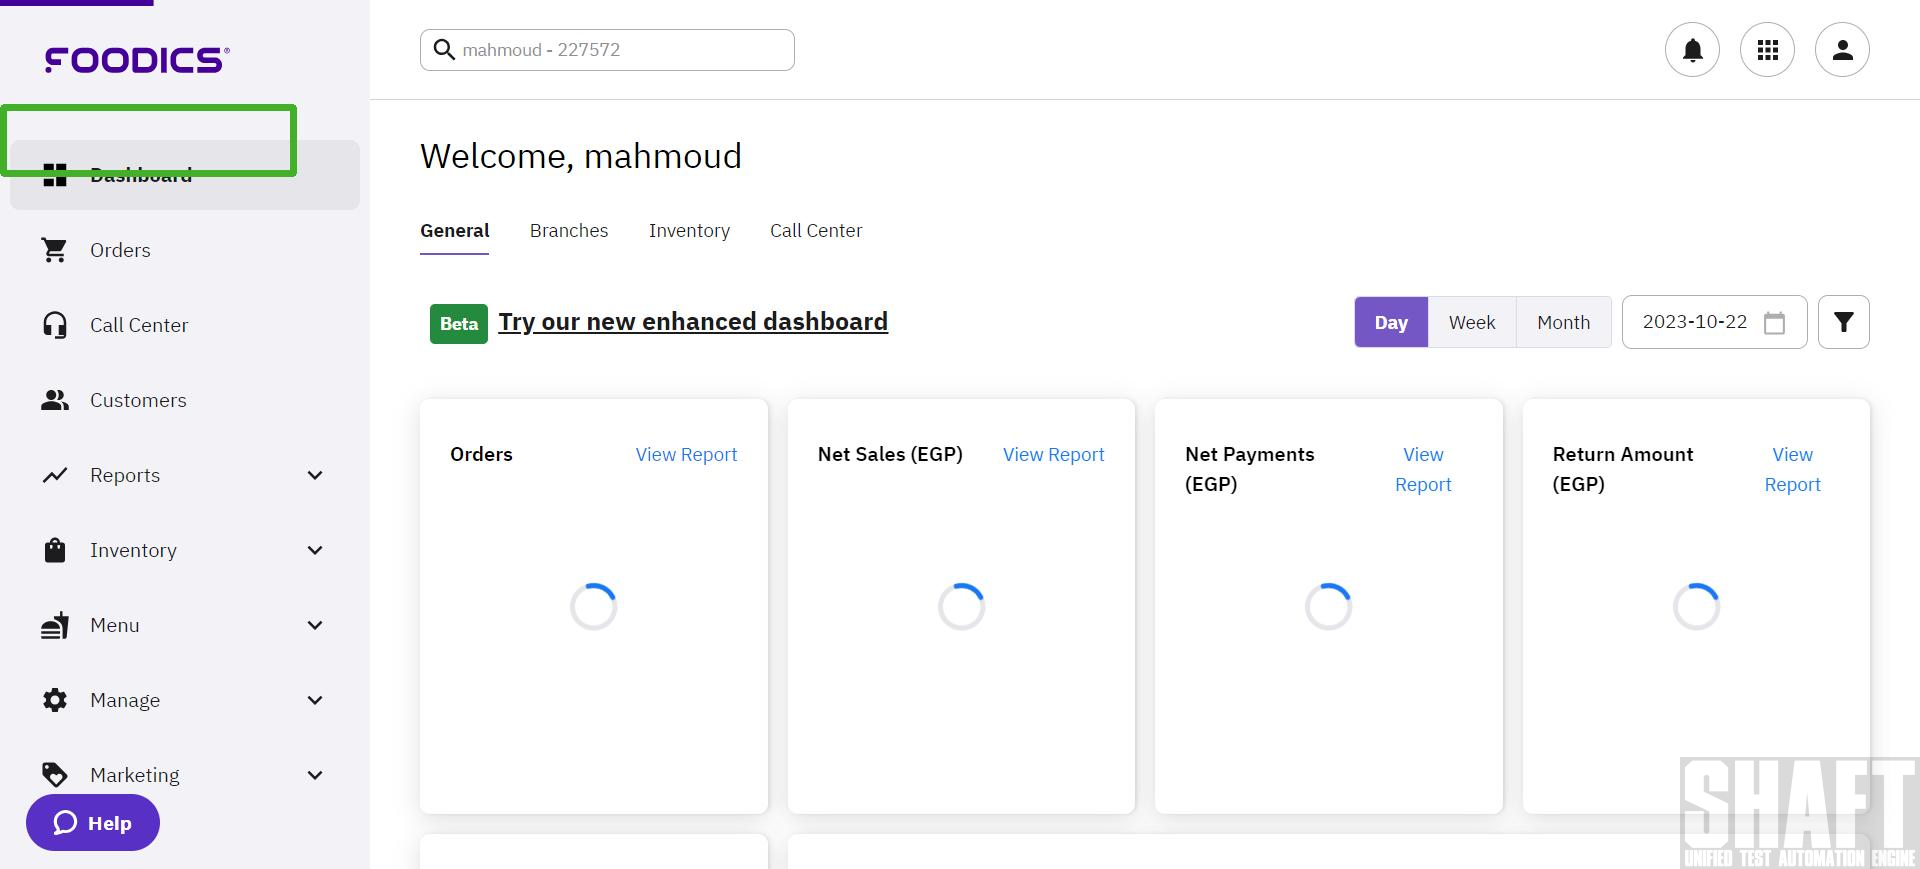 FOODICS®
mahmoud - 227572
Dashboard
Orders
Call Center
Customers
Reports
Inventory
Menu
Manage
Marketing
Help
Welcome, mahmoud
General Branches Inventory Call Center
Beta Try our new enhanced dashboard
Day Week Month 2023-10-22
Orders View Report
Net Sales (EGP) View Report
Net Payments (EGP) View Report
Return Amount (EGP) View Report
SHAFT
UNIFIED TEST AUTOMATION ENGINE